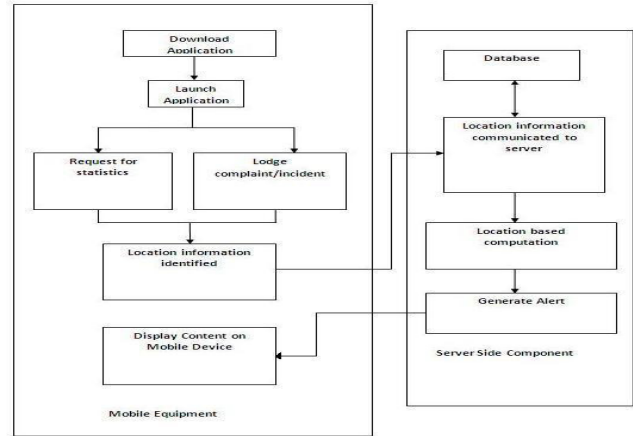 Download
Application
Launch
Application
Request for
statistics
Lodge
complaint/incident
Location information
identified
Display Content on
Mobile Device
Mobile Equipment
Database
Location information
communicated to
server
Location based
computation
Generate Alert
Server Side Component